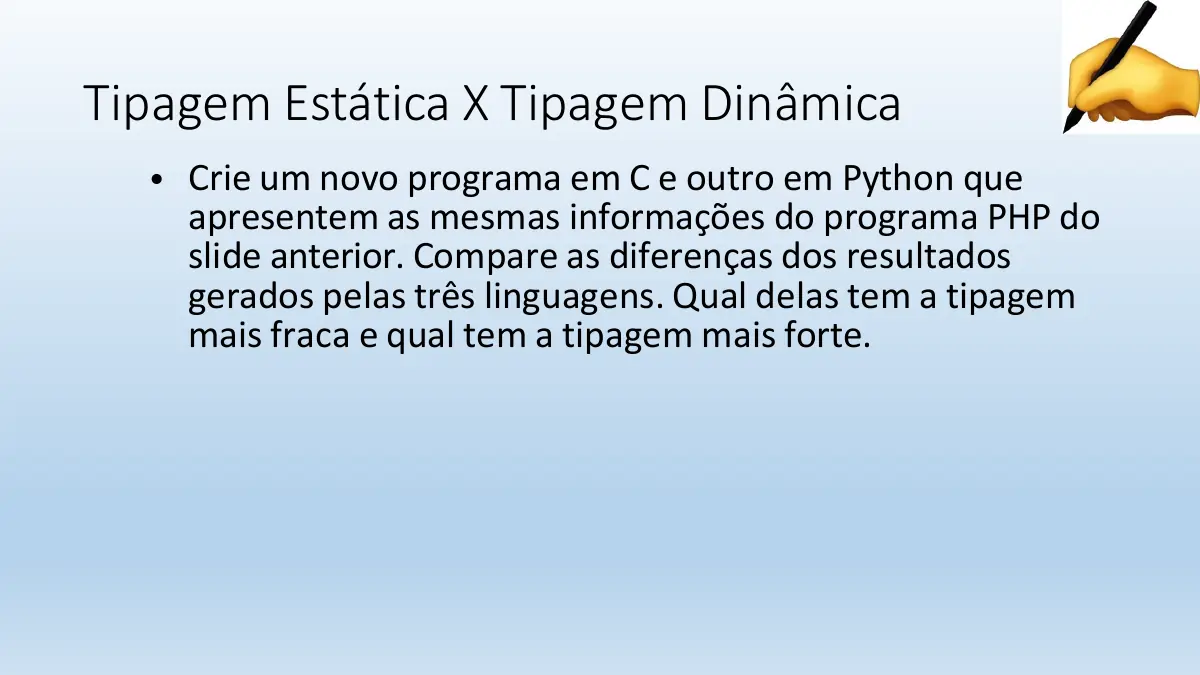 Tipagem Estática X Tipagem Dinâmica
• Crie um novo programa em C e outro em Python que
apresentem as mesmas informações do programa PHP do
slide anterior. Compare as diferenças dos resultados
gerados pelas três linguagens. Qual delas tem a tipagem
mais fraca e qual tem a tipagem mais forte.